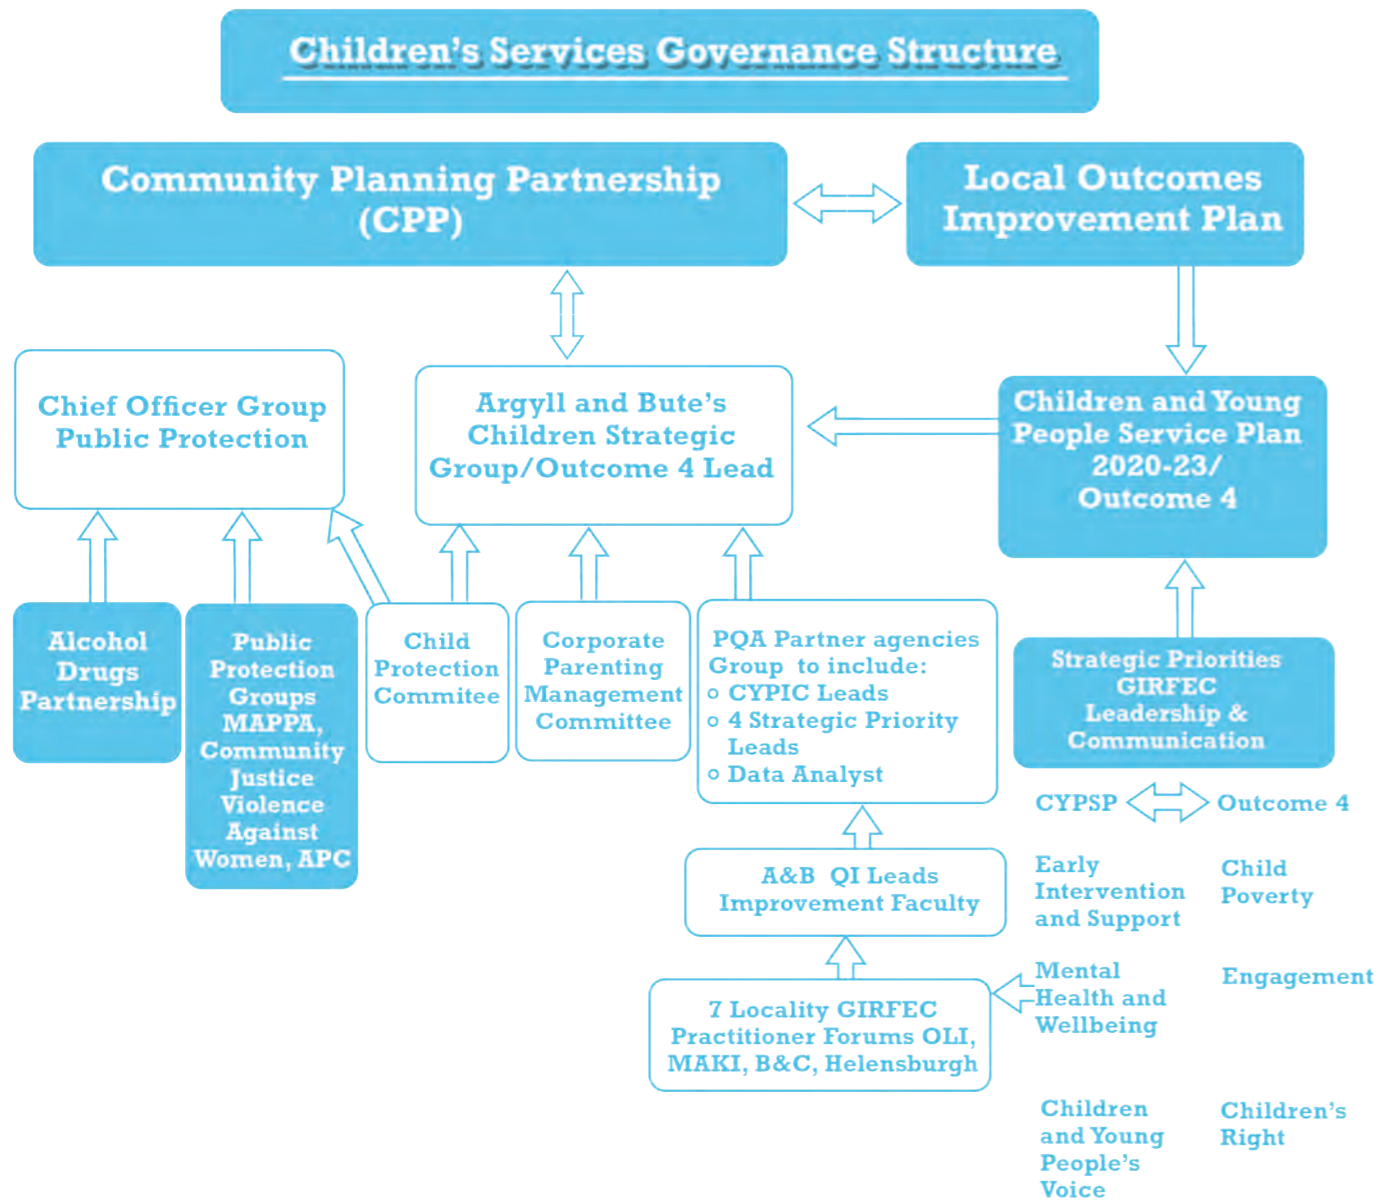 Children's Services Governance Structure
Community Planning Partnership
(CPP)
Local Outcomes
Improvement Plan
Chief Officer Group
Public Protection
Argyll and Bute's
Children Strategic
Group/Outcome 4 Lead
Children and Young
People Service Plan
2020-23/
Outcome 4
Alcohol
Drugs
Partnership
Public
Protection
Groups
MAPPA,
Community
Justice
Violence
Against
Women, APC
Child
Protection
Commitee
Corporate
Parenting
Management
Committee
PQA Partner agencies
Group to include:
CYPIC Leads
4 Strategic Priority
Leads
Data Analyst
Strategic Priorities
GIRFEC
Leadership &
Communication
CYPSP
Outcome 4
A&B QI Leads
Improvement Faculty
Early
Intervention
and Support
Child
Poverty
7 Locality GIRFEC
Practitioner Forums OLI,
MAKI, B&C, Helensburgh
Mental
Health and
Wellbeing
Engagement
Children
and Young
People's
Voice
Children's
Right